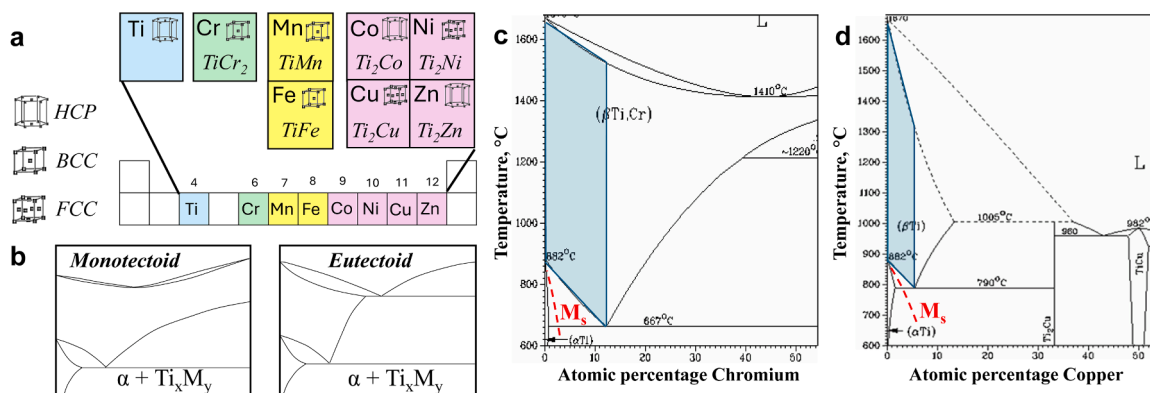 a
Ti
Cr
TiCr2
Mn
TiMn
Co
Ti2Co
Ni
Ti2Ni
Fe
TiFe
Cu
Ti2Cu
Zn
Ti2Zn
HCP
BCC
FCC
4 6 7 8 9 10 11 12
Ti Cr Mn Fe Co Ni Cu Zn
b
Monotectoid
α + TixMy
Eutectoid
α + TixMy
c
L
1600
1410°C
1400
(βTi,Cr)
~1220°C
1200
1000
882°C
800
Ms
667°C
600
(αTi)
0 10 20 30 40 50
Temperature, °C
Atomic percentage Chromium
d
1670
1600
1500
1400
1300
1200
L
1100
1005°C
1000
980
982°
(βTi)
900
882°C
TiCu
800
790°C
Ms
700
Ti2Cu
(αTi)
600
0 10 20 30 40 50
Temperature, °C
Atomic percentage Copper